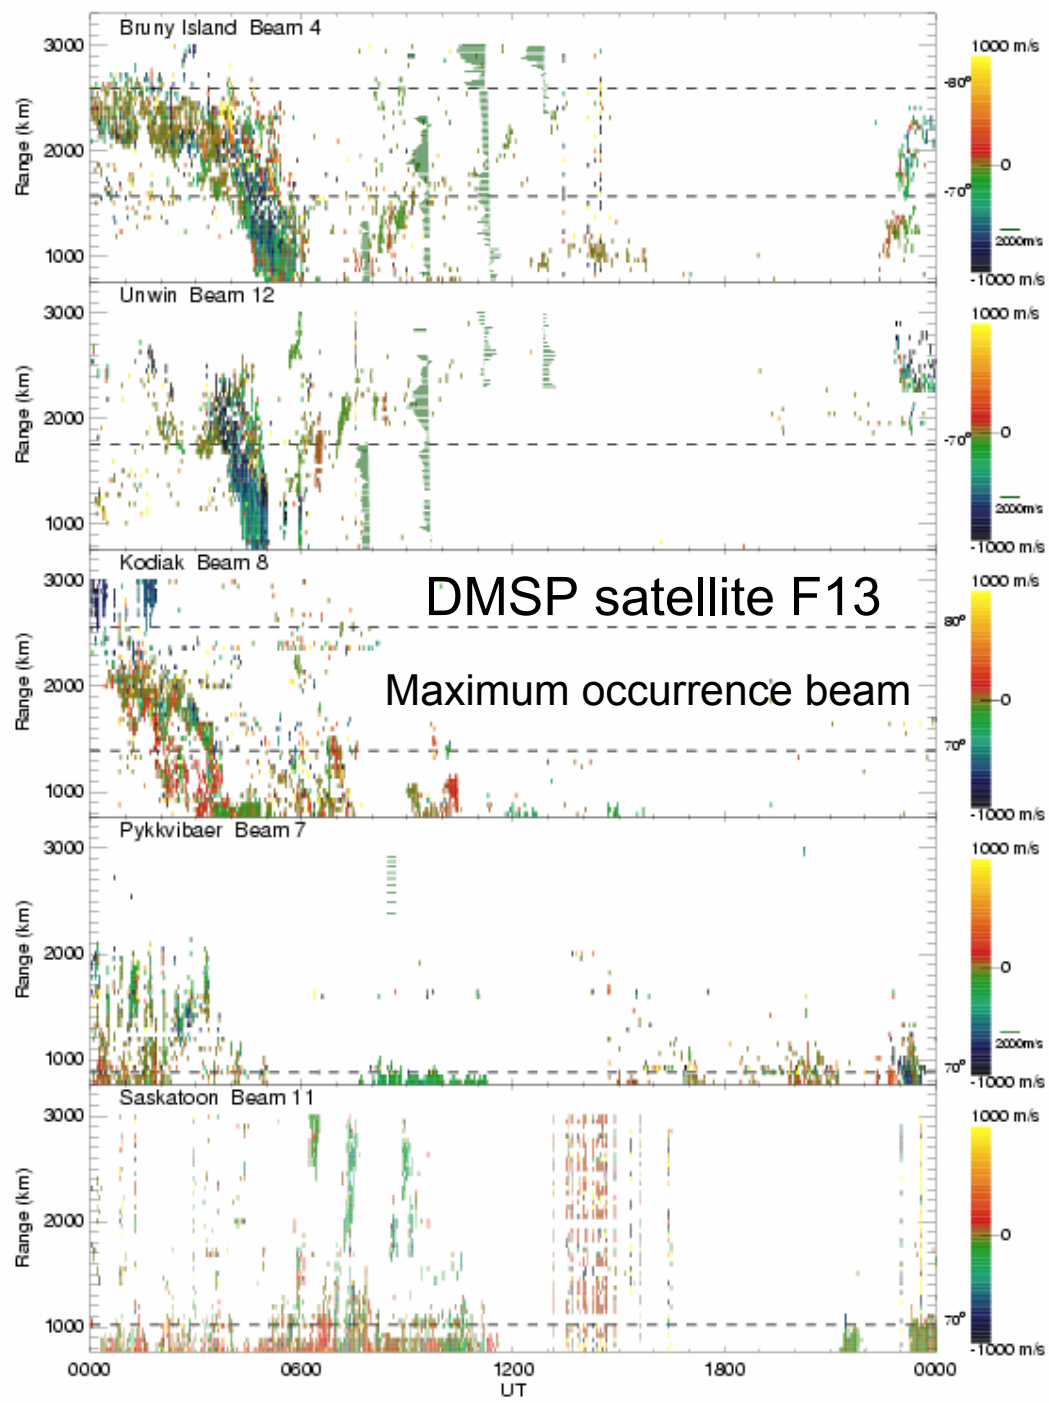 Bruny Island Beam 4
3000
2000
1000
Range (km)
-80°
-70°
1000 m/s
0
2000m/s
-1000 m/s
Unwin Beam 12
3000
2000
1000
Range (km)
-70°
1000 m/s
0
2000m/s
-1000 m/s
Kodiak Beam 8
DMSP satellite F13
Maximum occurrence beam
3000
2000
1000
Range (km)
80°
70°
1000 m/s
0
-1000 m/s
Pykkvibaer Beam 7
3000
2000
1000
Range (km)
70°
1000 m/s
0
2000m/s
-1000 m/s
Saskatoon Beam 11
3000
2000
1000
Range (km)
70°
1000 m/s
0
-1000 m/s
0000 0600 1200 1800 0000
UT